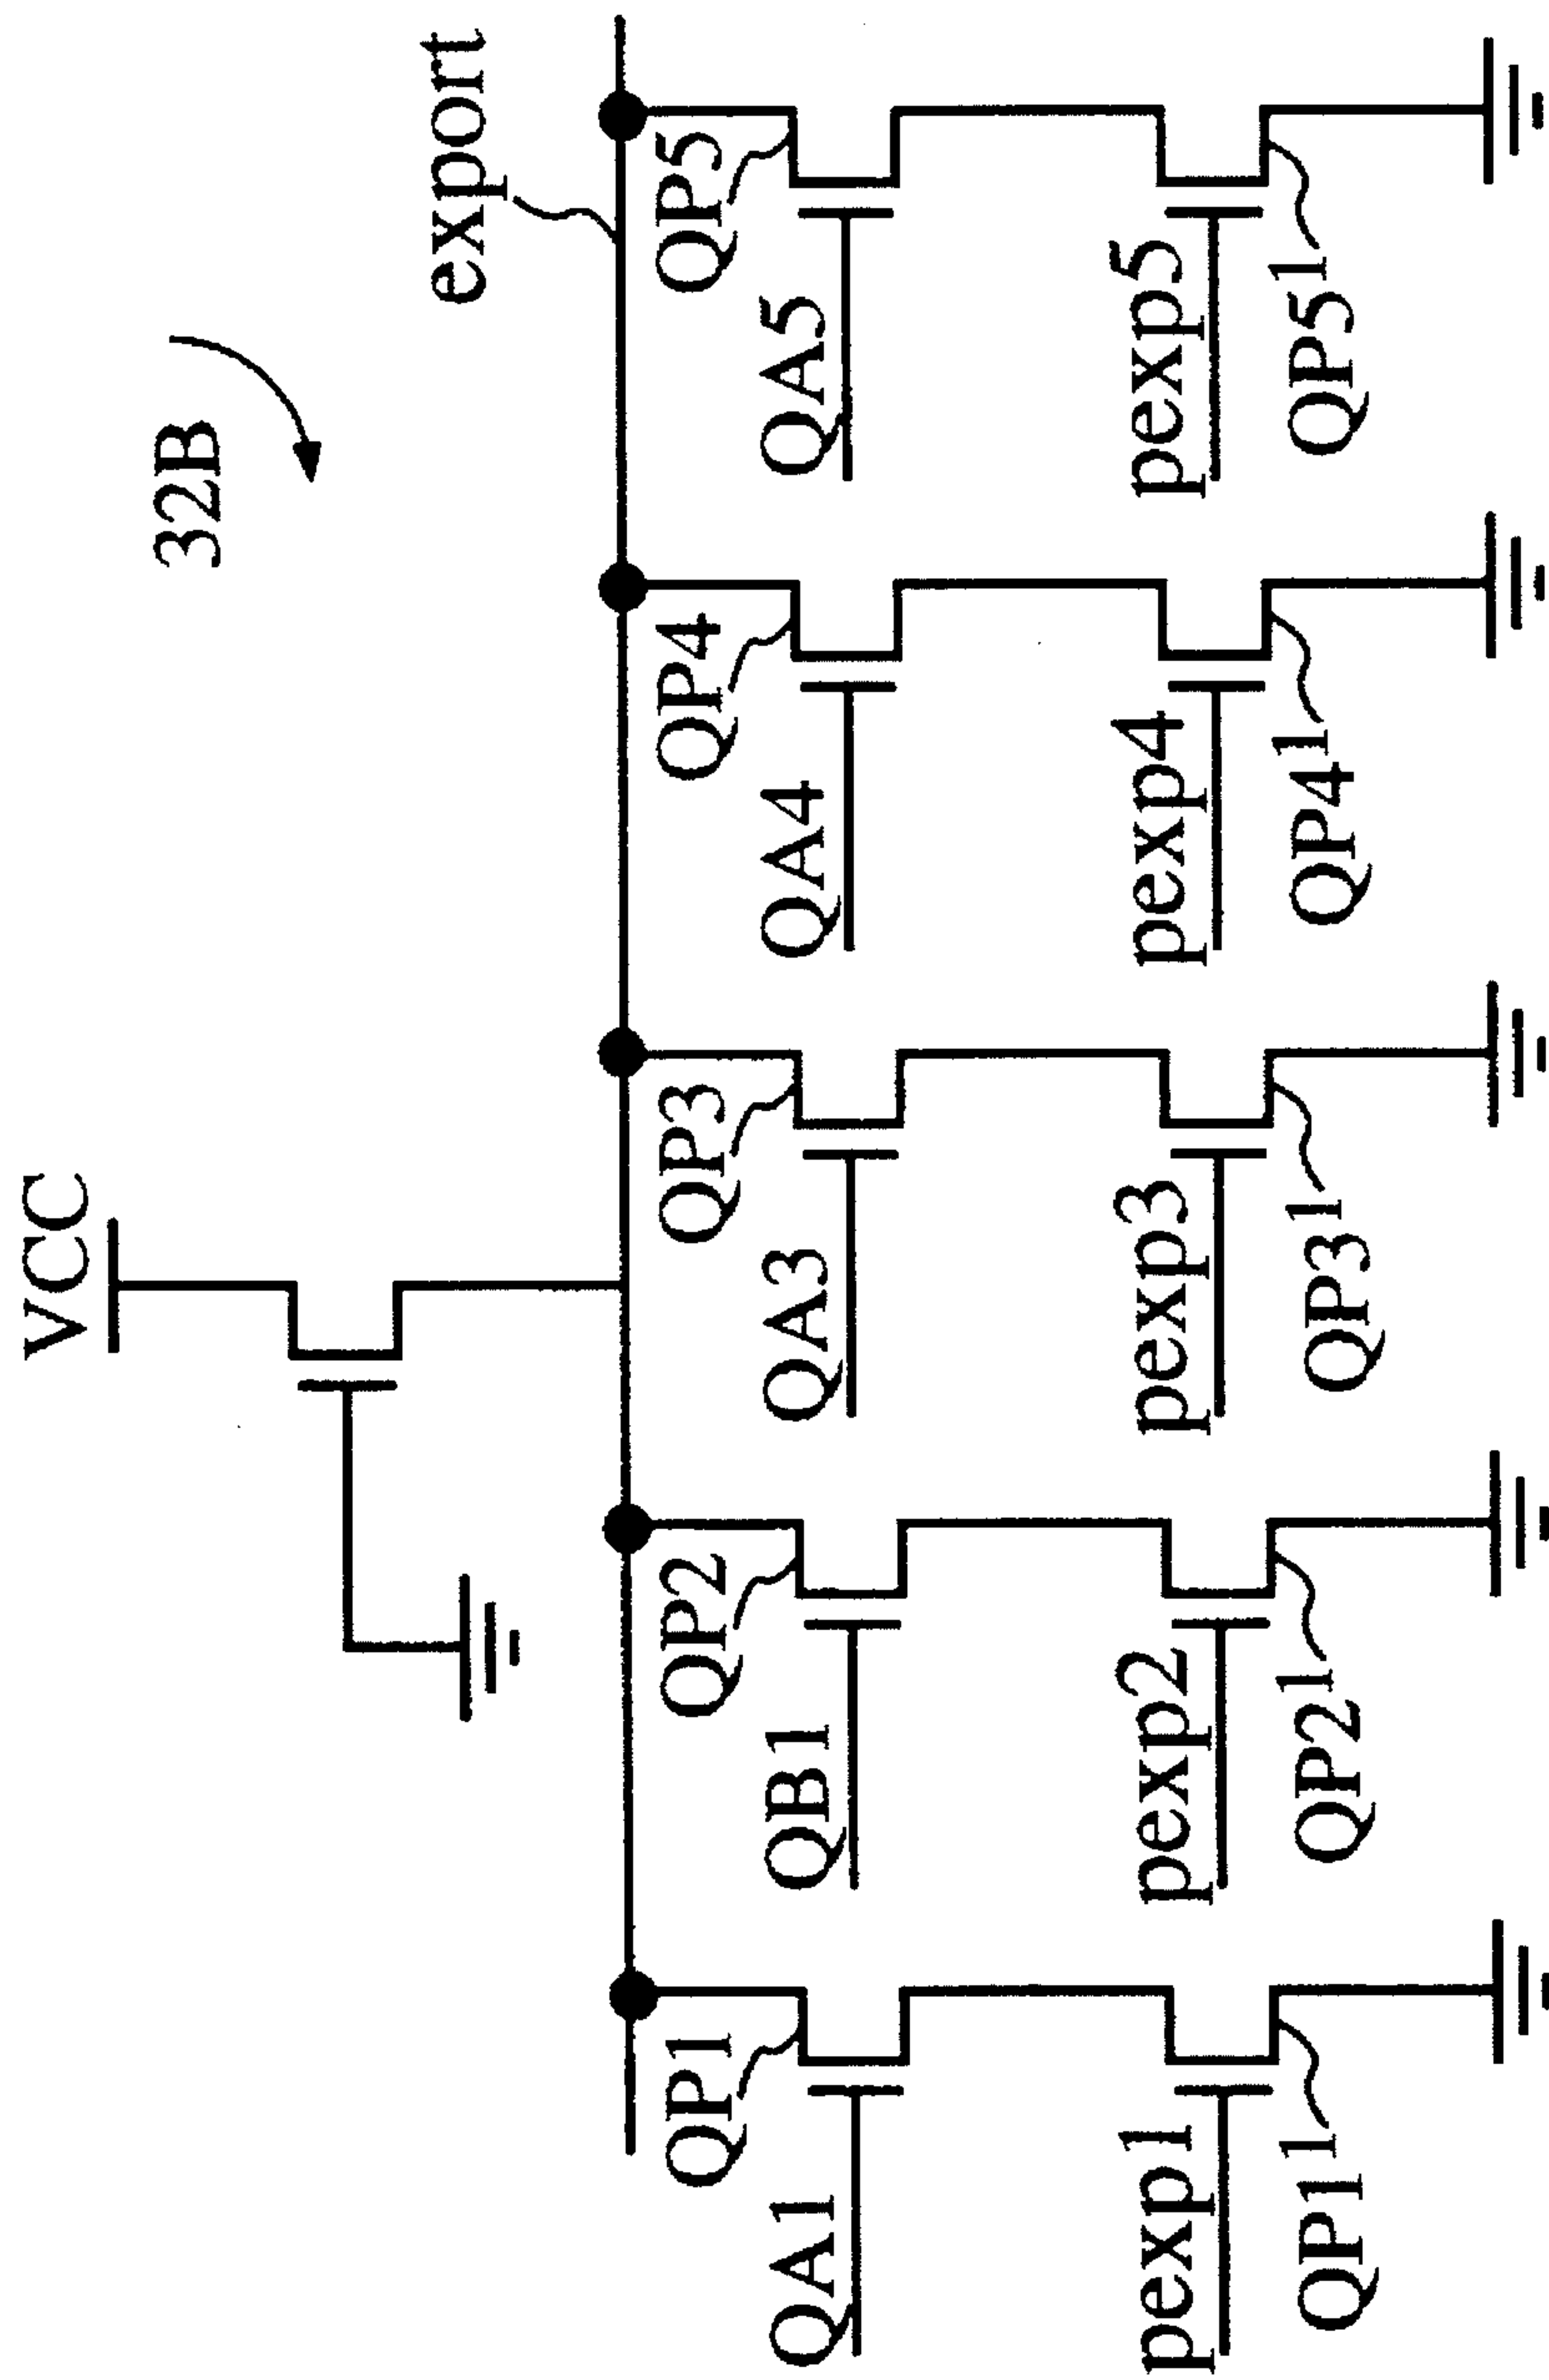 VCC
32B
export
QP1
QP2
QP3
QP4
QP5
QA1
QB1
QA3
QA4
QA5
pexp1
pexp2
pexp3
pexp4
pexp5
QP1¹
QP2¹
QP3¹
QP4¹
QP5¹